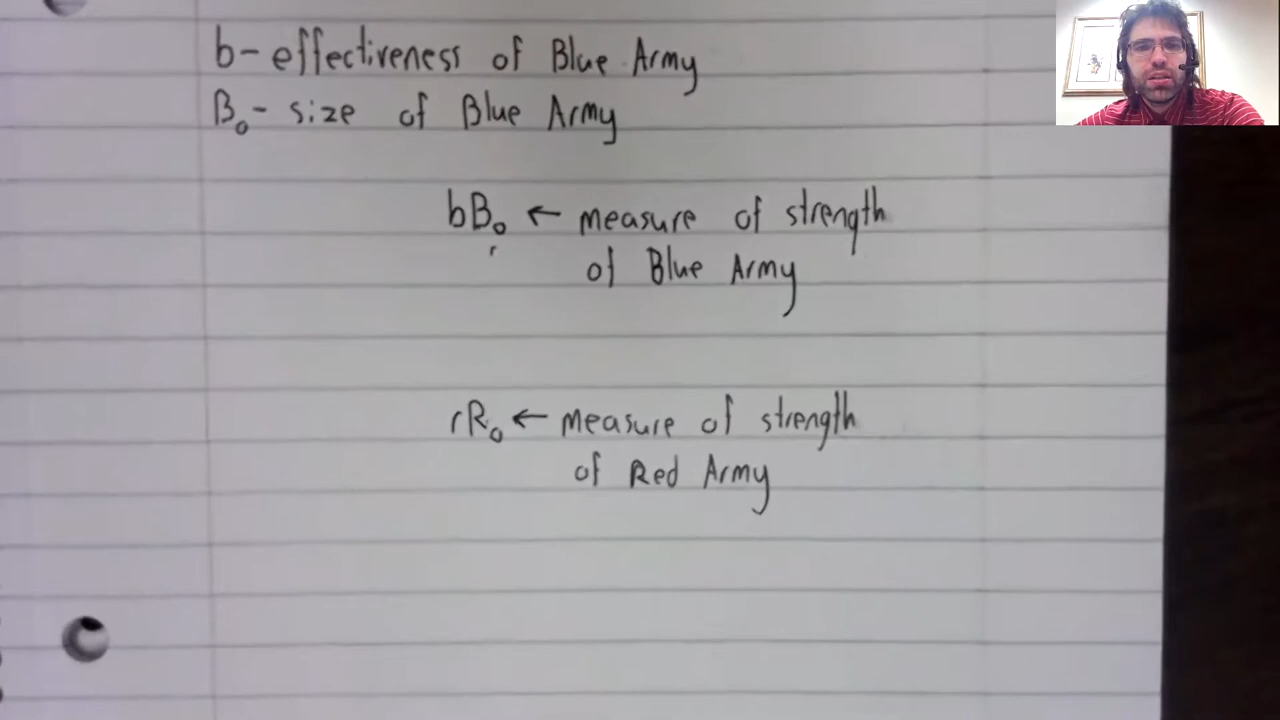 b - effectiveness of Blue Army
B₀ - size of Blue Army
bB₀ ← measure of strength
of Blue Army
rR₀ ← measure of strength
of Red Army